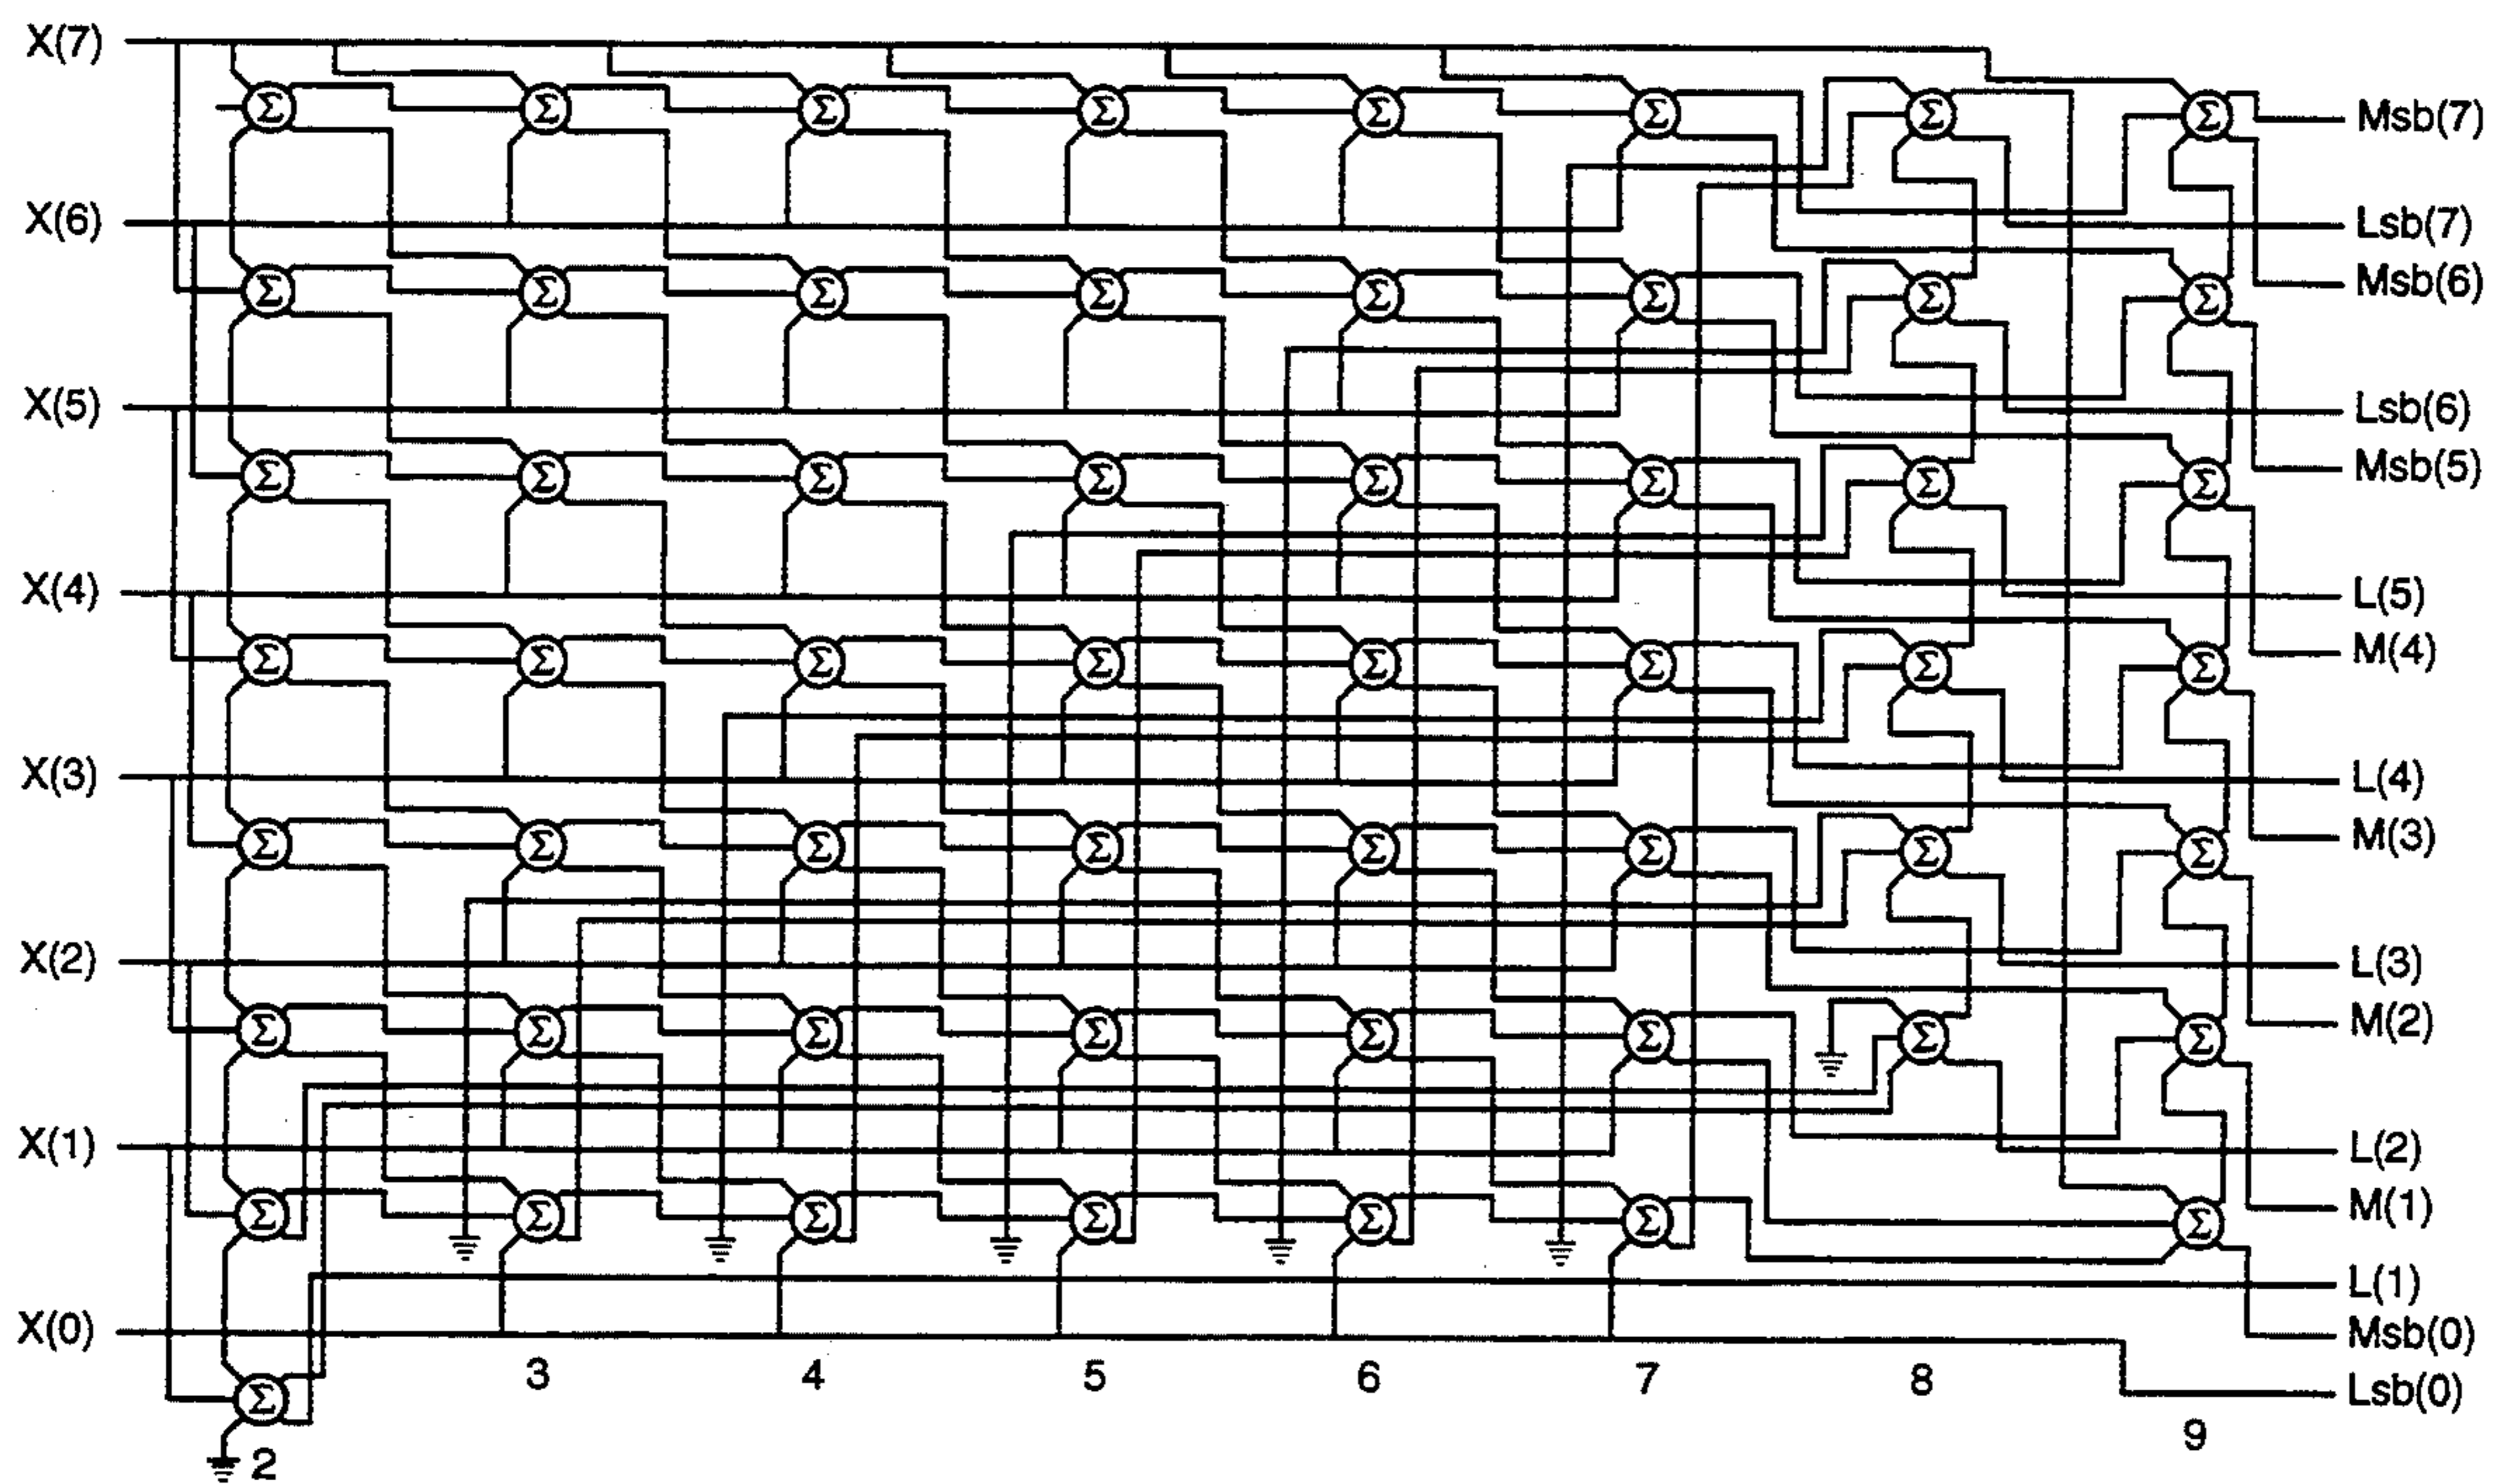 X(7)
Σ Σ Σ Σ Σ Σ Σ Σ Msb(7)
X(6) Lsb(7)
Σ Σ Σ Σ Σ Σ Σ Σ Msb(6)
X(5) Lsb(6)
Σ Σ Σ Σ Σ Σ Σ Σ Msb(5)
X(4) L(5)
Σ Σ Σ Σ Σ Σ Σ Σ M(4)
X(3) L(4)
Σ Σ Σ Σ Σ Σ Σ Σ M(3)
X(2) L(3)
Σ Σ Σ Σ Σ Σ Σ Σ M(2)
X(1) L(2)
Σ Σ Σ Σ Σ Σ Σ M(1)
L(1)
X(0) Msb(0)
Σ 3 4 5 6 7 8 Lsb(0)
2 9